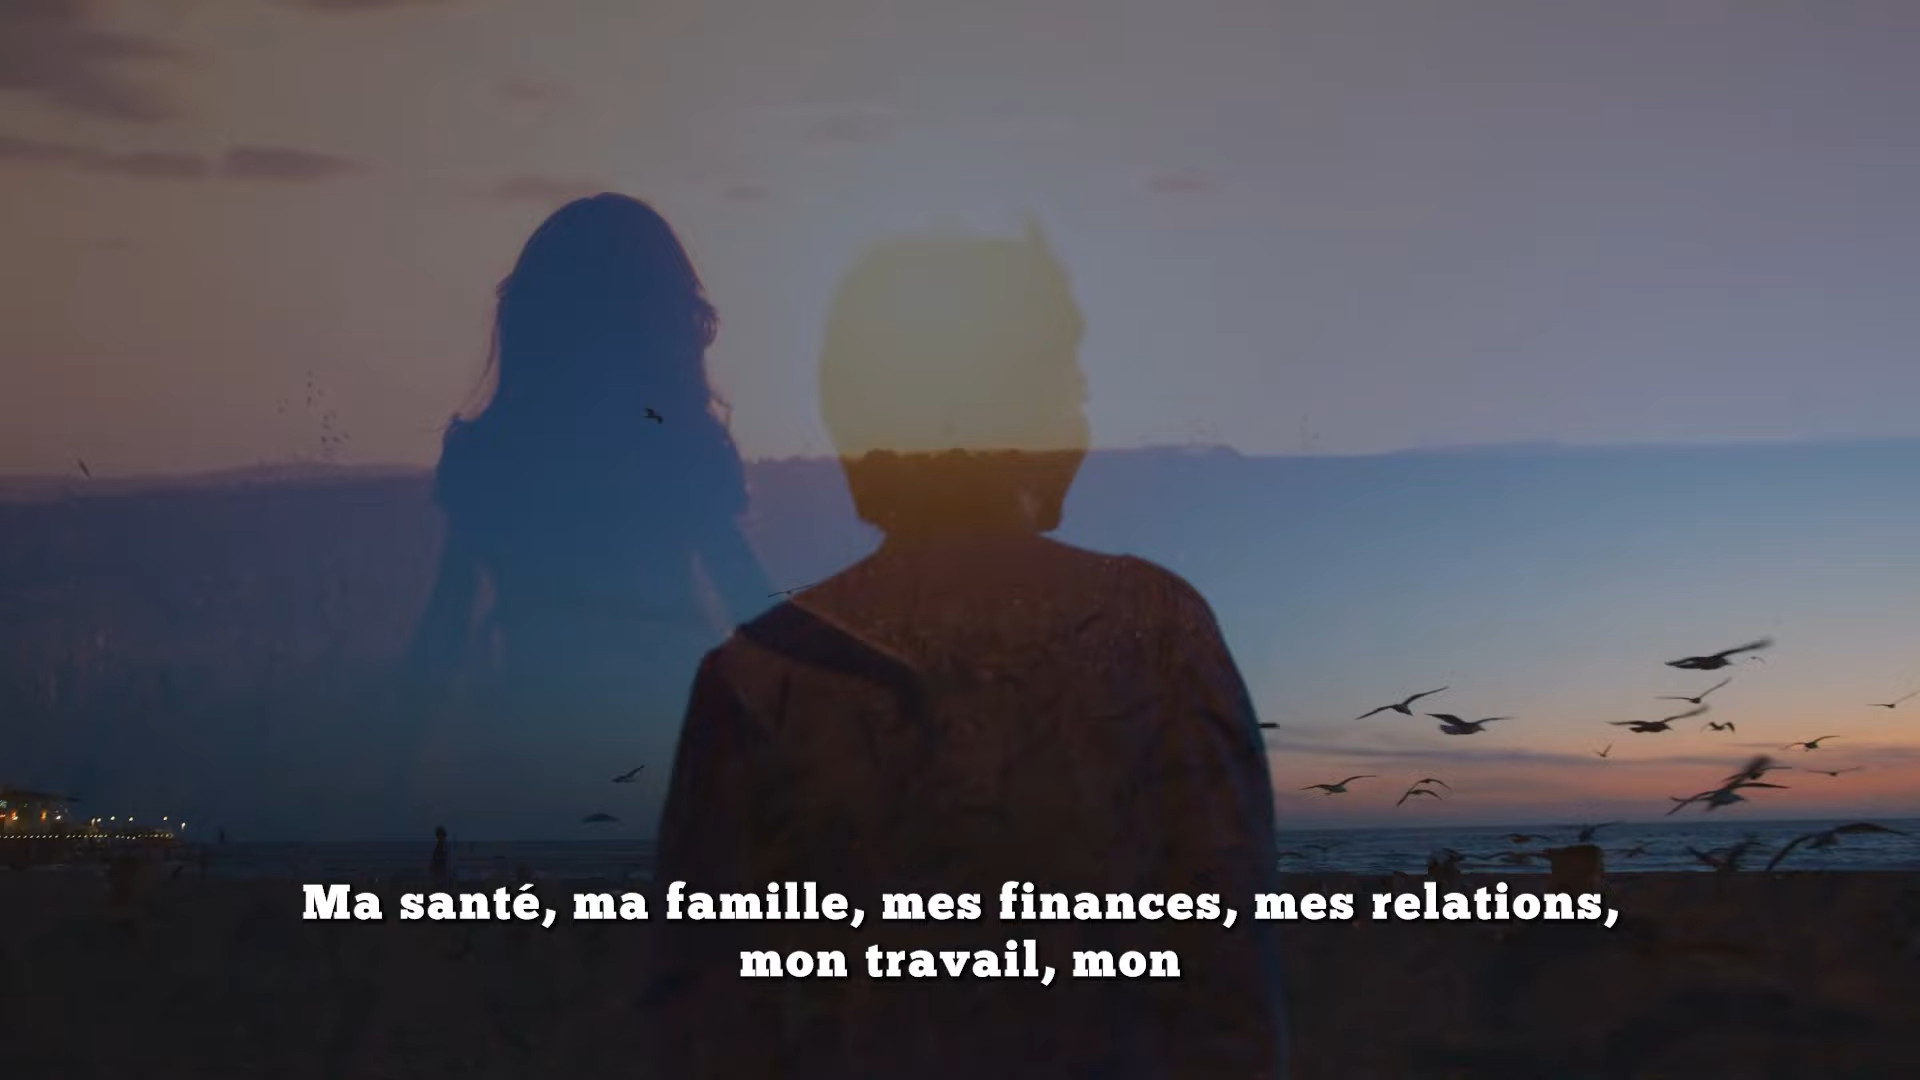 Ma santé, ma famille, mes finances, mes relations,
mon travail, mon